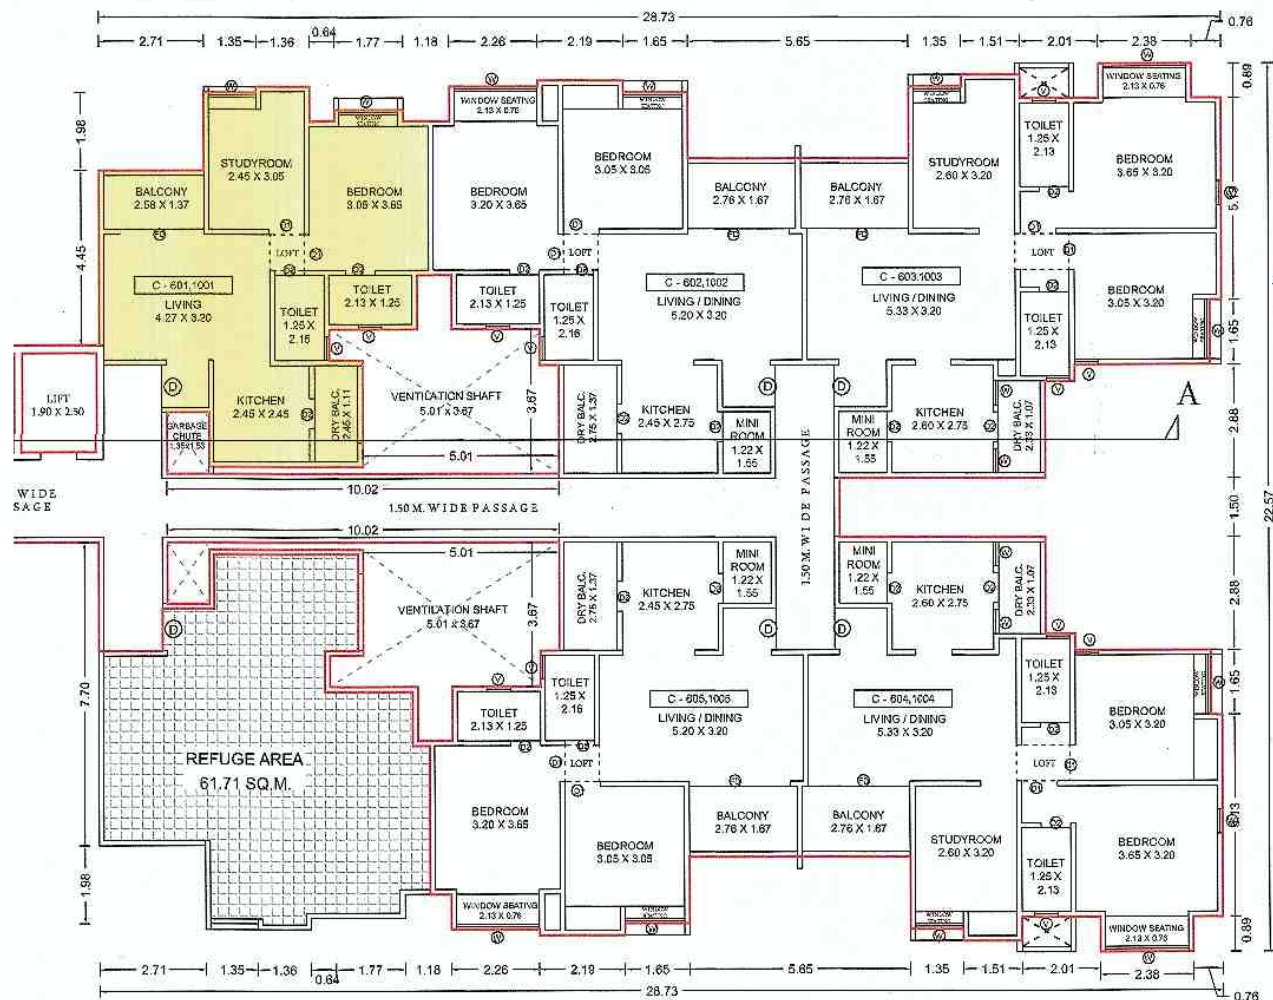 28.73
0.76
2.71 1.35 1.36 0.64 1.77 1.18 2.26 2.19 1.65 5.65 1.35 1.51 2.01 2.38
0.89
WINDOW SEATING
2.13 X 0.76
WINDOW SEATING
2.13 X 0.76
1.98
STUDYROOM
2.45 X 3.05
BALCONY
2.58 X 1.37
BEDROOM
3.05 X 3.65
BEDROOM
3.20 X 3.65
BEDROOM
3.05 X 3.05
BALCONY
2.76 X 1.67
BALCONY
2.76 X 1.67
STUDYROOM
2.60 X 3.20
TOILET
1.25 X
2.13
BEDROOM
3.65 X 3.20
4.45
LOFT
LOFT
LOFT
C - 601,1001
LIVING
4.27 X 3.20
TOILET
1.25 X
2.16
TOILET
2.13 X 1.25
TOILET
2.13 X 1.25
TOILET
1.25 X
2.16
C - 602,1002
LIVING / DINING
5.20 X 3.20
C - 603,1003
LIVING / DINING
5.33 X 3.20
TOILET
1.25 X
2.13
BEDROOM
3.05 X 3.20
1.65
LIFT
1.90 X 2.50
D
GARBAGE
CHUTE
KITCHEN
2.45 X 2.45
DRY BALC.
2.45 X 1.11
VENTILATION SHAFT
5.01 X 3.67
3.67
5.01
DRY BALC.
2.75 X 1.37
KITCHEN
2.45 X 2.75
MINI
ROOM
1.22 X
1.55
D
D
MINI
ROOM
1.22 X
1.55
KITCHEN
2.60 X 2.75
DRY BALC.
2.33 X 1.07
A
2.88
10.02
WIDE
SAGE
1.50 M. WIDE PASSAGE
1.50 M. WIDE PASSAGE
1.50
22.57
10.02
5.01
VENTILATION SHAFT
5.01 X 3.67
3.67
D
DRY BALC.
2.75 X 1.37
KITCHEN
2.45 X 2.75
MINI
ROOM
1.22 X
1.55
D
D
MINI
ROOM
1.22 X
1.55
KITCHEN
2.60 X 2.75
DRY BALC.
2.33 X 1.07
2.88
7.70
REFUGE AREA
61.71 SQ.M.
TOILET
2.13 X 1.25
TOILET
1.25 X
2.16
C - 605,1005
LIVING / DINING
5.20 X 3.20
C - 604,1004
LIVING / DINING
5.33 X 3.20
TOILET
1.25 X
2.13
BEDROOM
3.05 X 3.20
1.65
LOFT
LOFT
BEDROOM
3.20 X 3.65
BEDROOM
3.05 X 3.05
BALCONY
2.76 X 1.67
BALCONY
2.76 X 1.67
STUDYROOM
2.60 X 3.20
TOILET
1.25 X
2.13
BEDROOM
3.65 X 3.20
1.98
WINDOW SEATING
2.13 X 0.76
WINDOW SEATING
2.13 X 0.76
0.89
2.71 1.35 1.36 0.64 1.77 1.18 2.26 2.19 1.65 5.65 1.35 1.51 2.01 2.38
28.73
0.76